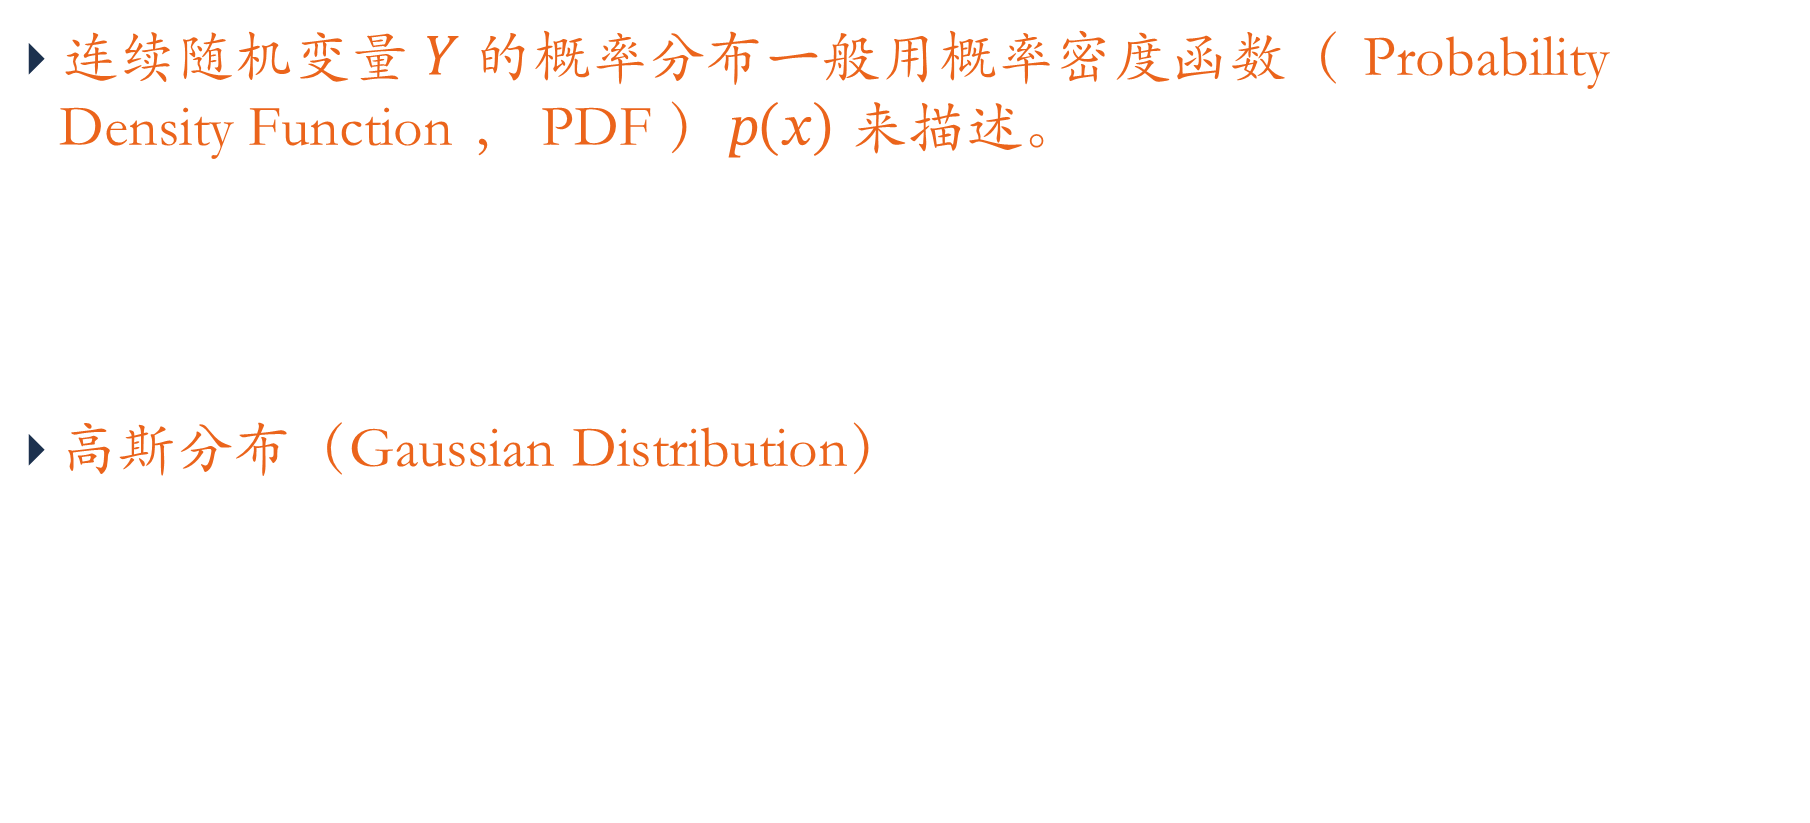 连续随机变量 Y 的概率分布一般用概率密度函数（ Probability
Density Function ， PDF ） p(x) 来描述。
高斯分布（Gaussian Distribution）